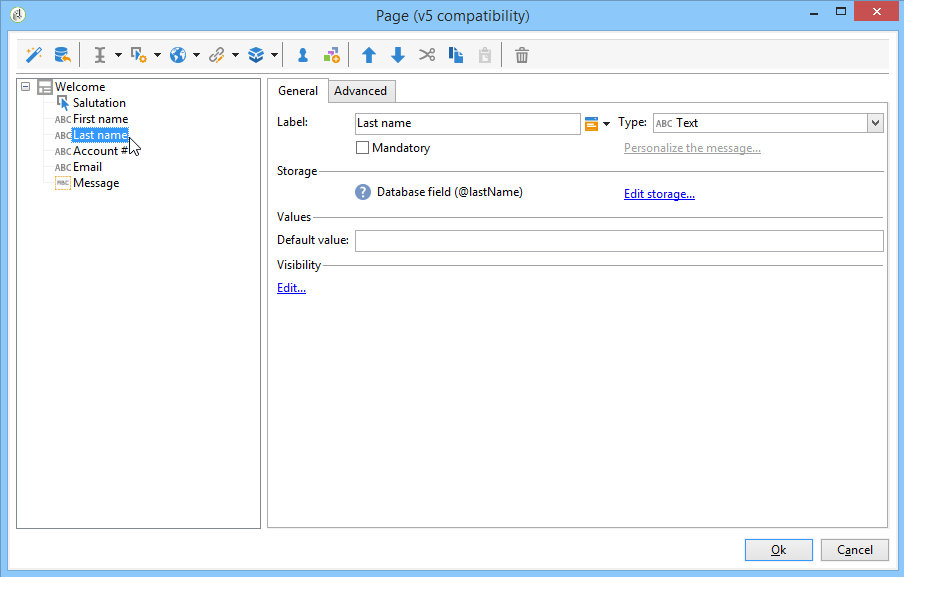 Page (v5 compatibility)
Welcome
Salutation
ABC First name
ABC Last name
ABC Account #
ABC Email
Message
General Advanced
Label: Last name Type: ABC Text
Mandatory Personalize the message...
Storage
? Database field (@lastName) Edit storage...
Values
Default value:
Visibility
Edit...
Ok Cancel